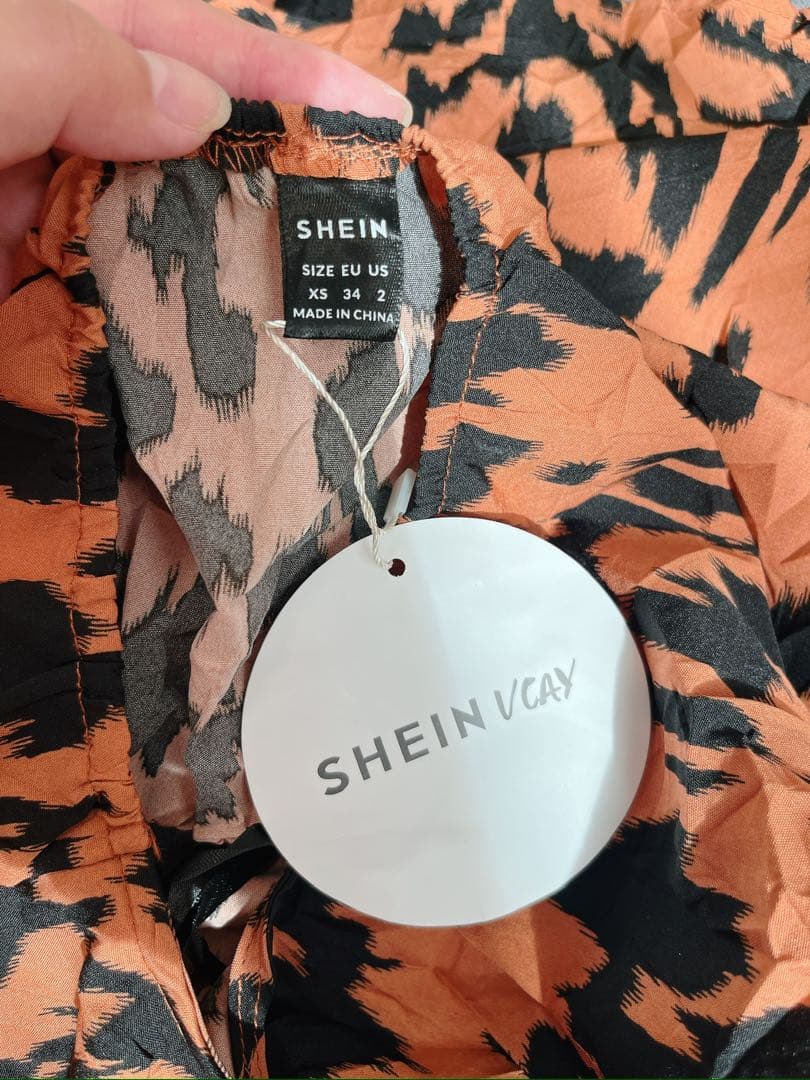 SHEIN
SIZE EU US
XS 34 2
MADE IN CHINA
SHEIN VCAY